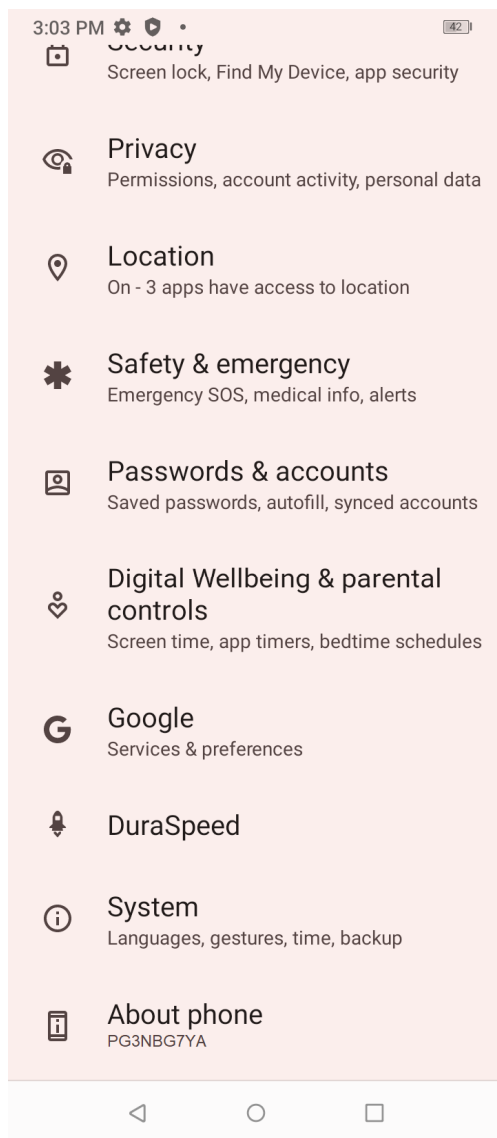 3:03 PM
42
Security
Screen lock, Find My Device, app security
Privacy
Permissions, account activity, personal data
Location
On - 3 apps have access to location
Safety & emergency
Emergency SOS, medical info, alerts
Passwords & accounts
Saved passwords, autofill, synced accounts
Digital Wellbeing & parental
controls
Screen time, app timers, bedtime schedules
Google
Services & preferences
DuraSpeed
System
Languages, gestures, time, backup
About phone
PG3NBG7YA